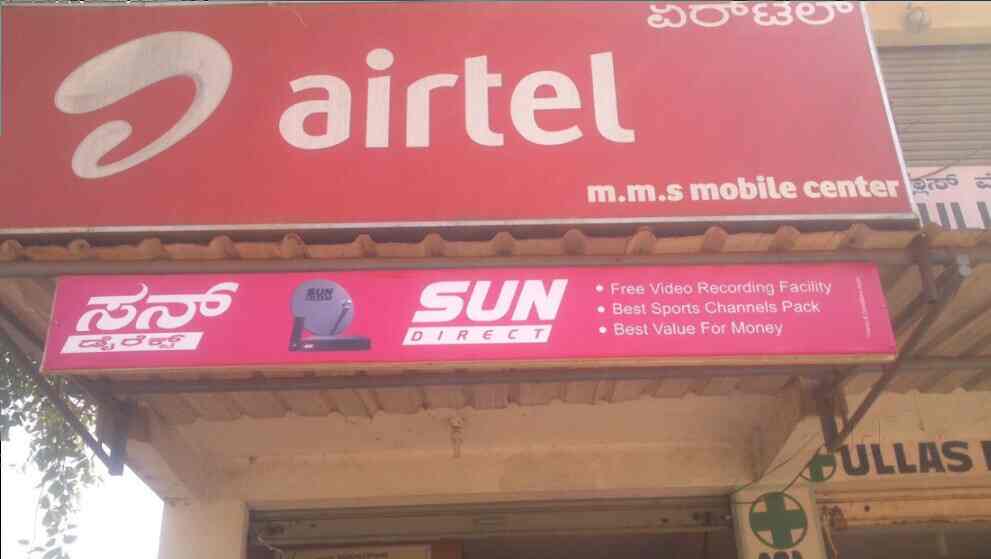 ಏರ್‌ಟೆಲ್
airtel
m.m.s mobile center
ಸನ್
ಡೈರೆಕ್ಟ್
SUN
DIRECT
• Free Video Recording Facility
• Best Sports Channels Pack
• Best Value For Money
ULLAS